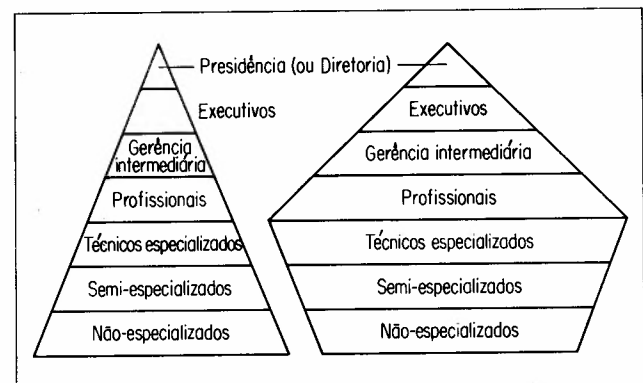 Presidência (ou Diretoria)
Executivos
Gerência
intermediária
Profissionais
Técnicos especializados
Semi-especializados
Não-especializados
Executivos
Gerência intermediária
Profissionais
Técnicos especializados
Semi-especializados
Não-especializados